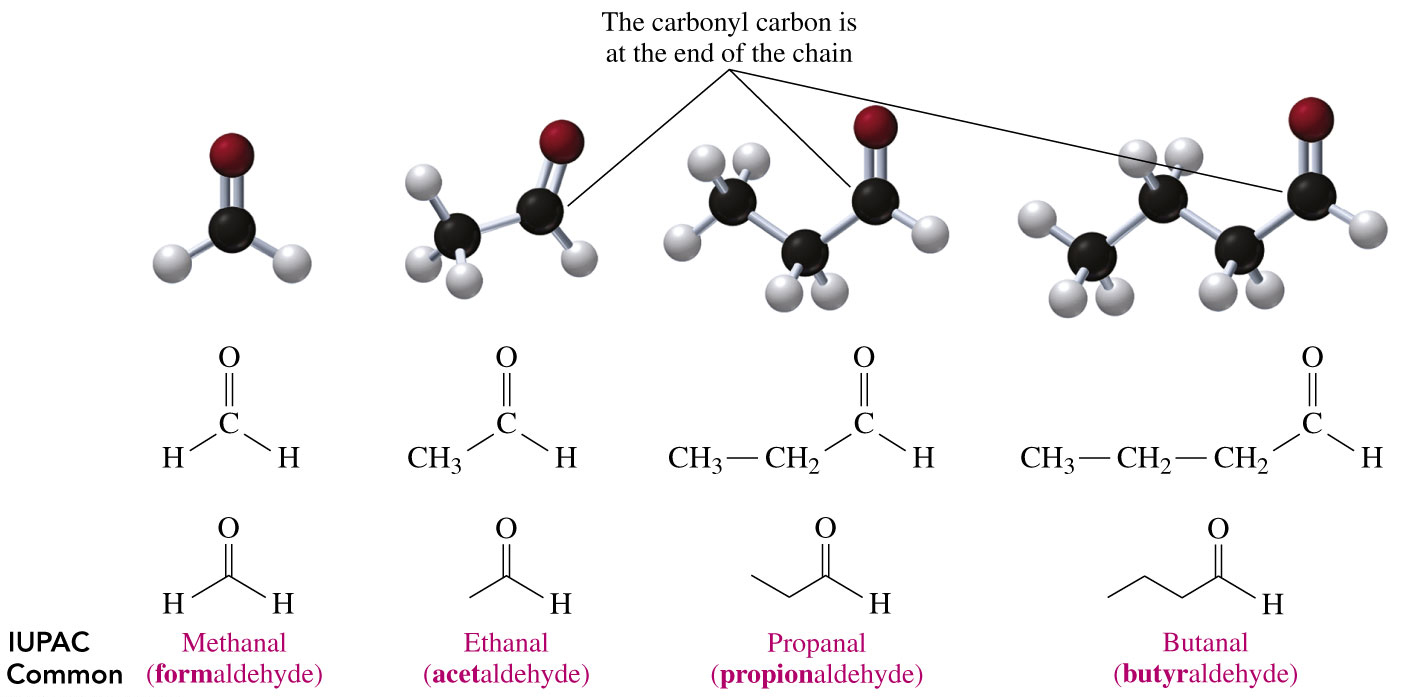 The carbonyl carbon is
at the end of the chain
O O O O
C C C C
H H CH₃ H CH₃—CH₂ H CH₃—CH₂—CH₂ H
O O O O
H H H H H
IUPAC Methanal Ethanal Propanal Butanal
Common (formaldehyde) (acetaldehyde) (propionaldehyde) (butyraldehyde)